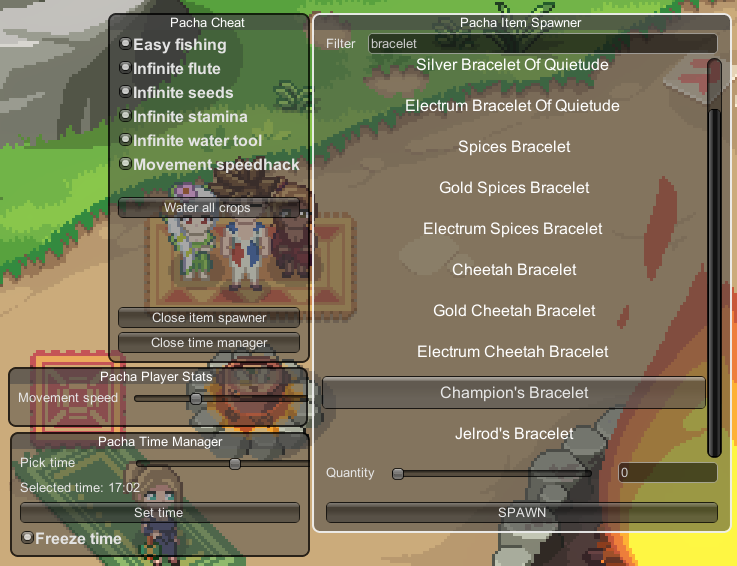 Pacha Cheat
Easy fishing
Infinite flute
Infinite seeds
Infinite stamina
Infinite water tool
Movement speedhack
Water all crops
Close item spawner
Close time manager
Pacha Player Stats
Movement speed
Pacha Time Manager
Pick time
Selected time: 17:02
Set time
Freeze time
Pacha Item Spawner
Filter
bracelet
Silver Bracelet Of Quietude
Electrum Bracelet Of Quietude
Spices Bracelet
Gold Spices Bracelet
Electrum Spices Bracelet
Cheetah Bracelet
Gold Cheetah Bracelet
Electrum Cheetah Bracelet
Champion's Bracelet
Jelrod's Bracelet
Quantity
0
SPAWN